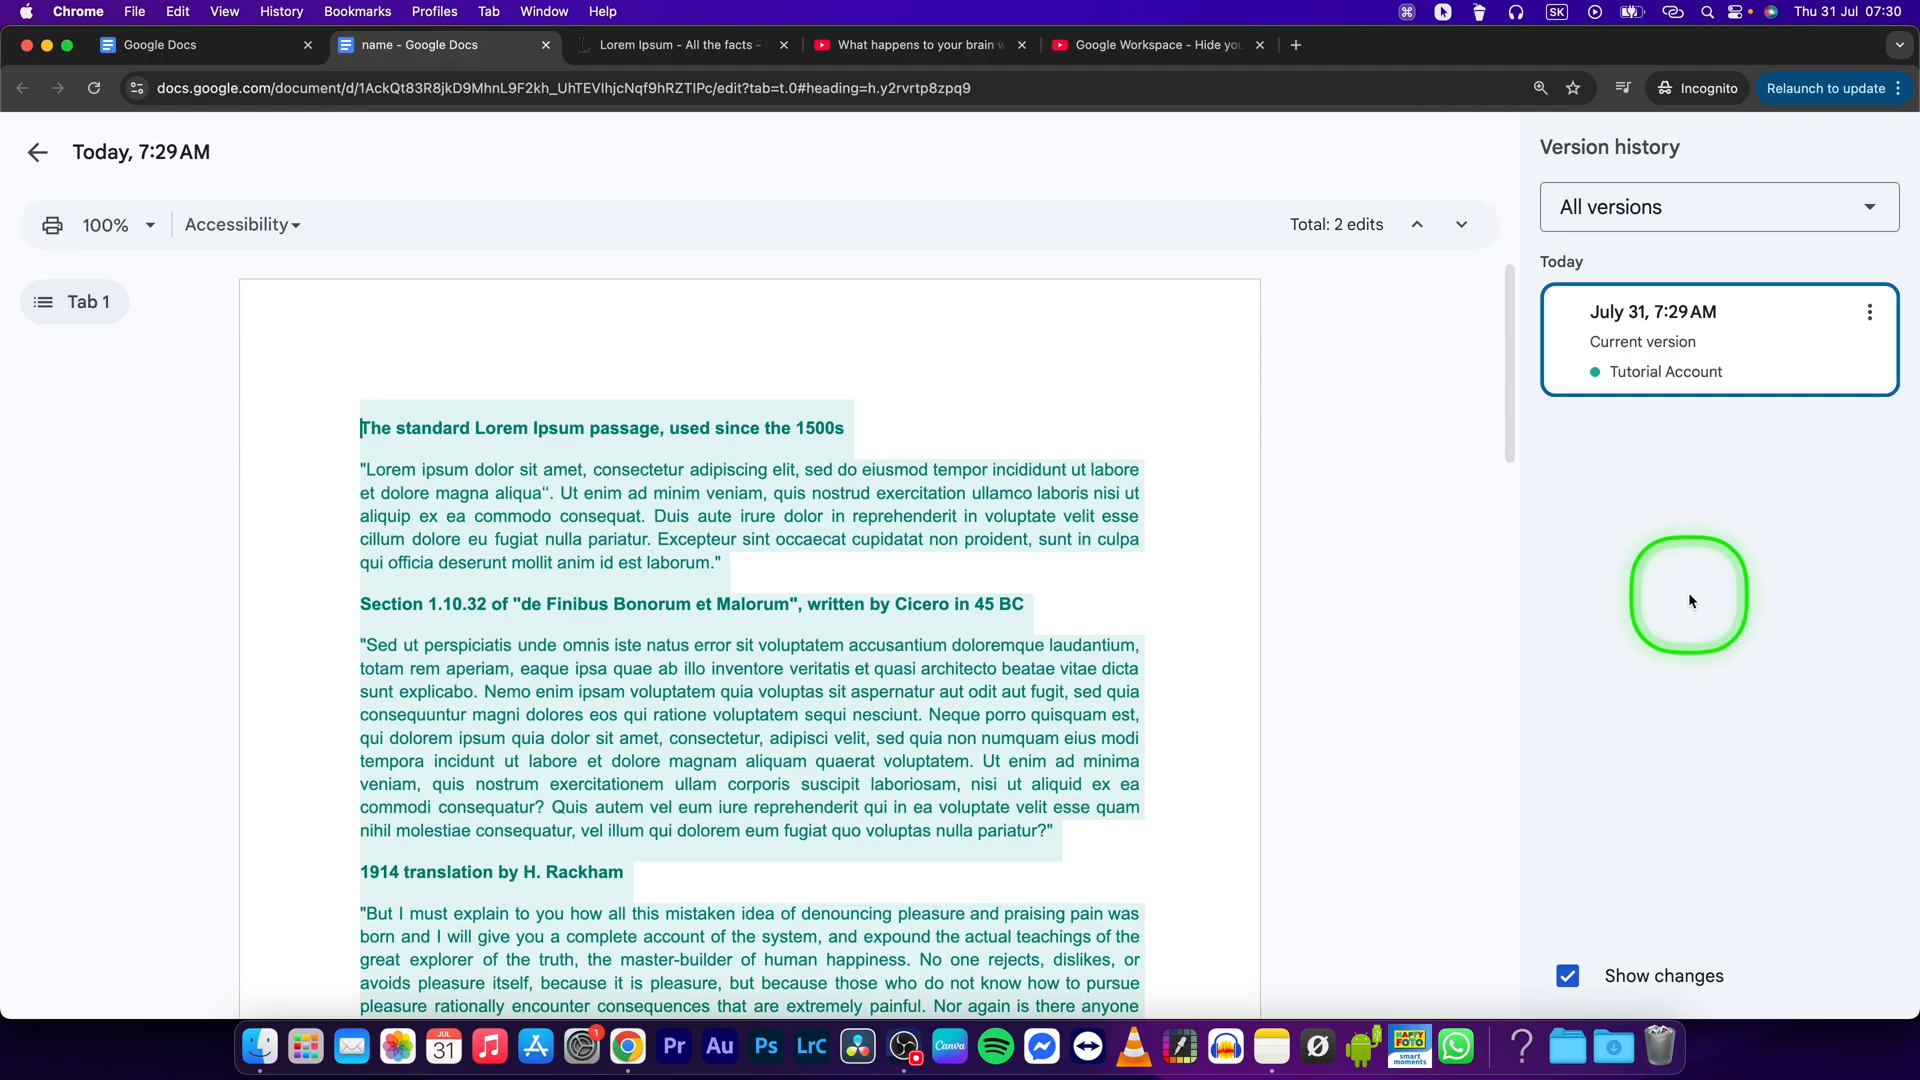 Chrome File Edit View History Bookmarks Profiles Tab Window Help SK Thu 31 Jul 07:30
Google Docs name - Google Docs Lorem Ipsum - All the facts - What happens to your brain Google Workspace - Hide you
docs.google.com/document/d/1AckQt83R8jkD9MhnL9F2kh_UhTEVIhjcNqf9hRZTIPc/edit?tab=t.0#heading=h.y2rvrtp8zpq9 Incognito Relaunch to update
Today, 7:29 AM
100% Accessibility Total: 2 edits
Tab 1
The standard Lorem Ipsum passage, used since the 1500s
"Lorem ipsum dolor sit amet, consectetur adipiscing elit, sed do eiusmod tempor incididunt ut labore
et dolore magna aliqua“. Ut enim ad minim veniam, quis nostrud exercitation ullamco laboris nisi ut
aliquip ex ea commodo consequat. Duis aute irure dolor in reprehenderit in voluptate velit esse
cillum dolore eu fugiat nulla pariatur. Excepteur sint occaecat cupidatat non proident, sunt in culpa
qui officia deserunt mollit anim id est laborum."
Section 1.10.32 of "de Finibus Bonorum et Malorum", written by Cicero in 45 BC
"Sed ut perspiciatis unde omnis iste natus error sit voluptatem accusantium doloremque laudantium,
totam rem aperiam, eaque ipsa quae ab illo inventore veritatis et quasi architecto beatae vitae dicta
sunt explicabo. Nemo enim ipsam voluptatem quia voluptas sit aspernatur aut odit aut fugit, sed quia
consequuntur magni dolores eos qui ratione voluptatem sequi nesciunt. Neque porro quisquam est,
qui dolorem ipsum quia dolor sit amet, consectetur, adipisci velit, sed quia non numquam eius modi
tempora incidunt ut labore et dolore magnam aliquam quaerat voluptatem. Ut enim ad minima
veniam, quis nostrum exercitationem ullam corporis suscipit laboriosam, nisi ut aliquid ex ea
commodi consequatur? Quis autem vel eum iure reprehenderit qui in ea voluptate velit esse quam
nihil molestiae consequatur, vel illum qui dolorem eum fugiat quo voluptas nulla pariatur?"
1914 translation by H. Rackham
"But I must explain to you how all this mistaken idea of denouncing pleasure and praising pain was
born and I will give you a complete account of the system, and expound the actual teachings of the
great explorer of the truth, the master-builder of human happiness. No one rejects, dislikes, or
avoids pleasure itself, because it is pleasure, but because those who do not know how to pursue
pleasure rationally encounter consequences that are extremely painful. Nor again is there anyone
Version history
All versions
Today
July 31, 7:29 AM
Current version
Tutorial Account
Show changes
JUL
31
1
Pr
Au
Ps
LrC
Canva
HAPPY
FOTO
smart
moments